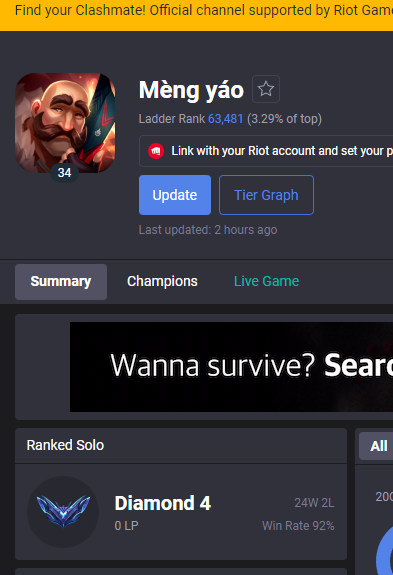 Find your Clashmate! Official channel supported by Riot Gam
Mèng yáo
Ladder Rank 63,481 (3.29% of top)
34
Link with your Riot account and set your p
Update
Tier Graph
Last updated: 2 hours ago
Summary
Champions
Live Game
Wanna survive? Searc
Ranked Solo
All
Diamond 4
24W 2L
200
0 LP
Win Rate 92%